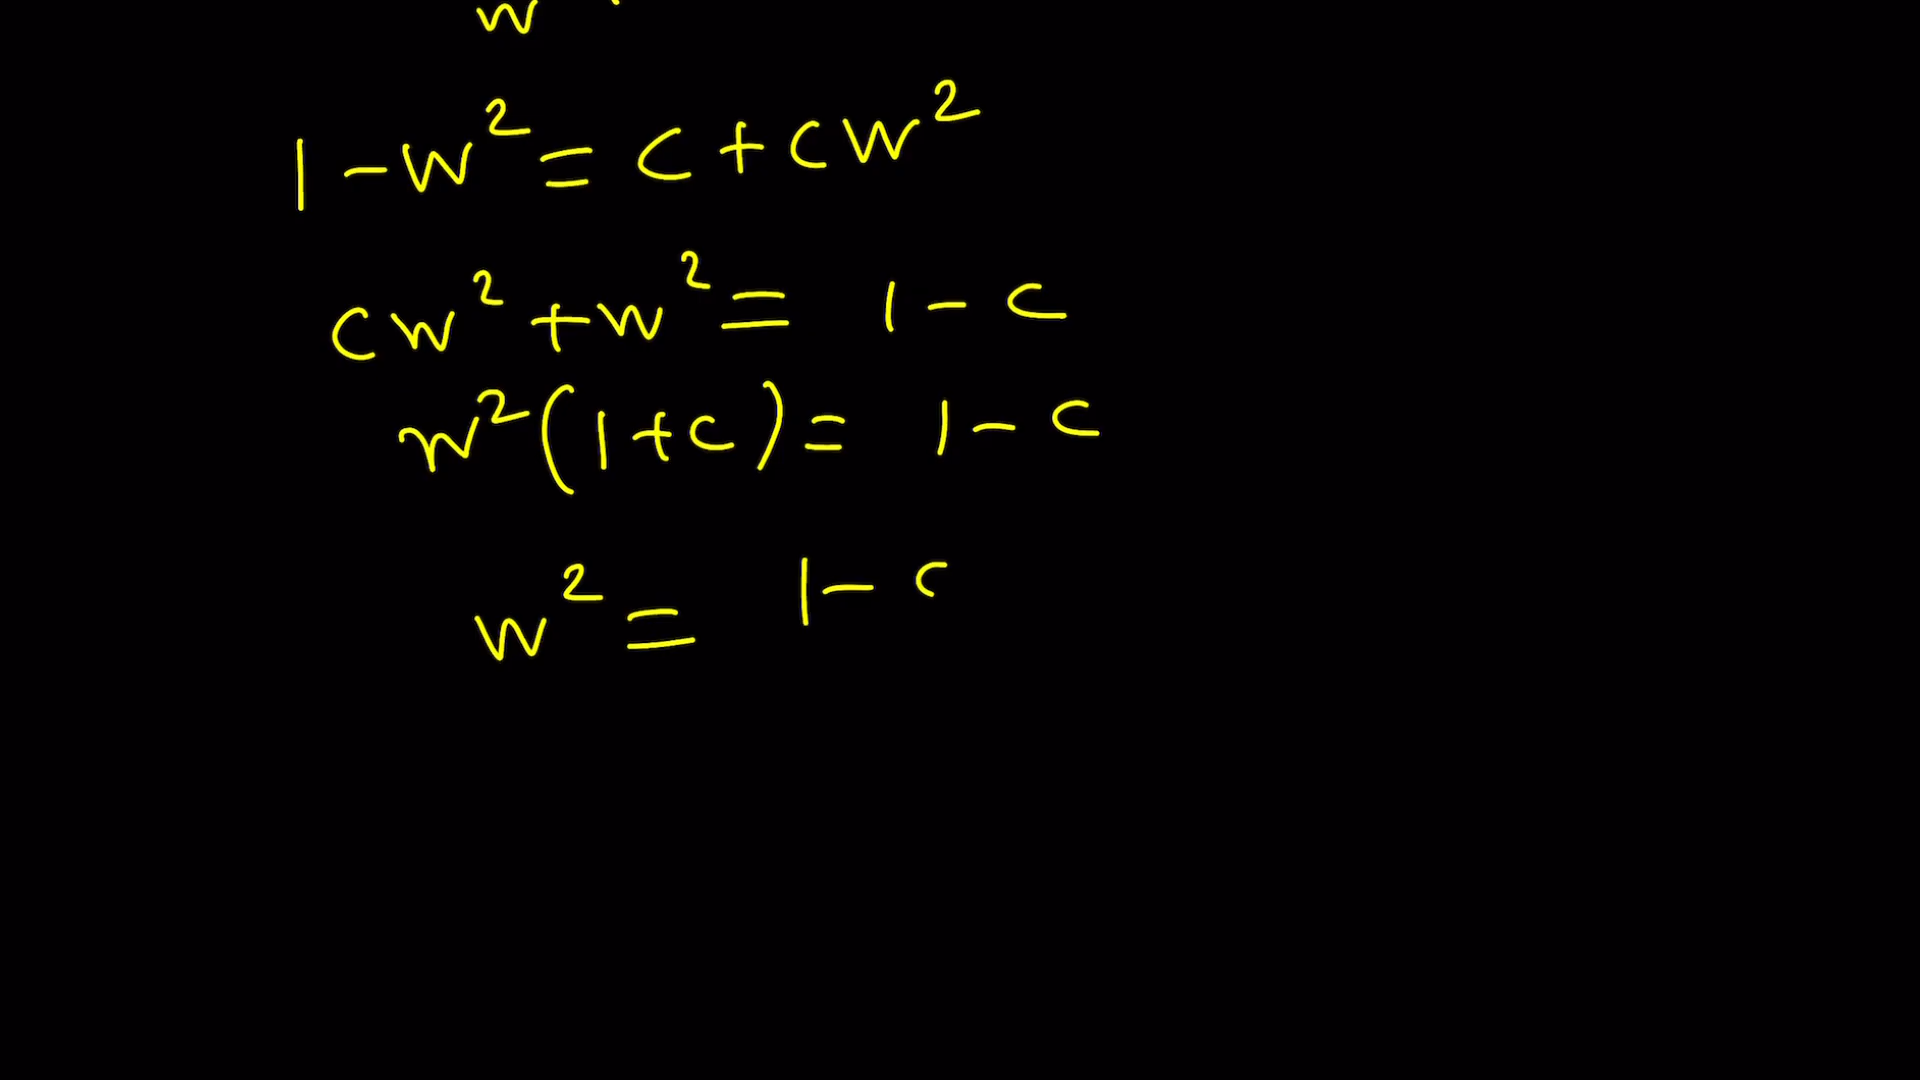 w
1 - w² = c + cw²
cw² + w² = 1 - c
w²(1 + c) = 1 - c
w² = 1 - c